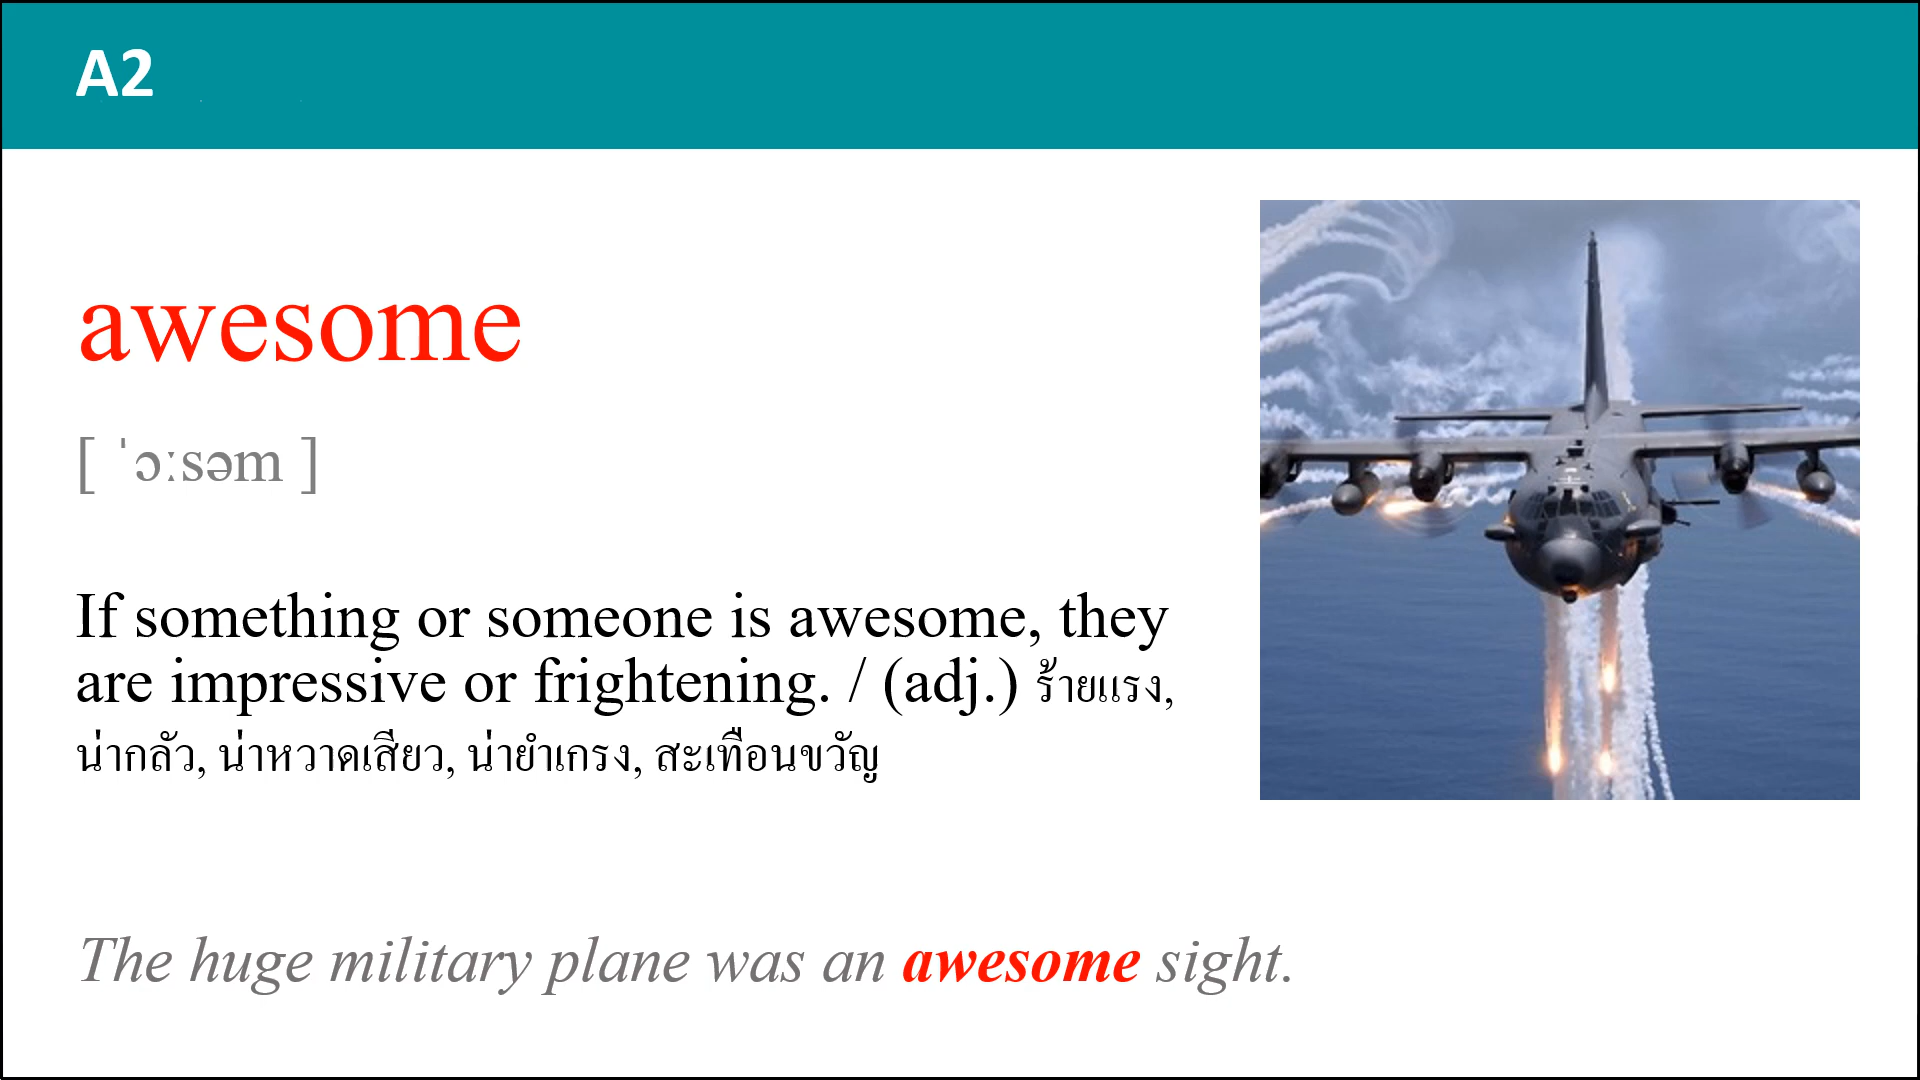 A2
awesome
[ ˈɔːsəm ]
If something or someone is awesome, they
are impressive or frightening. / (adj.) ร้ายแรง,
น่ากลัว, น่าหวาดเสียว, น่ายำเกรง, สะเทือนขวัญ
The huge military plane was an awesome sight.